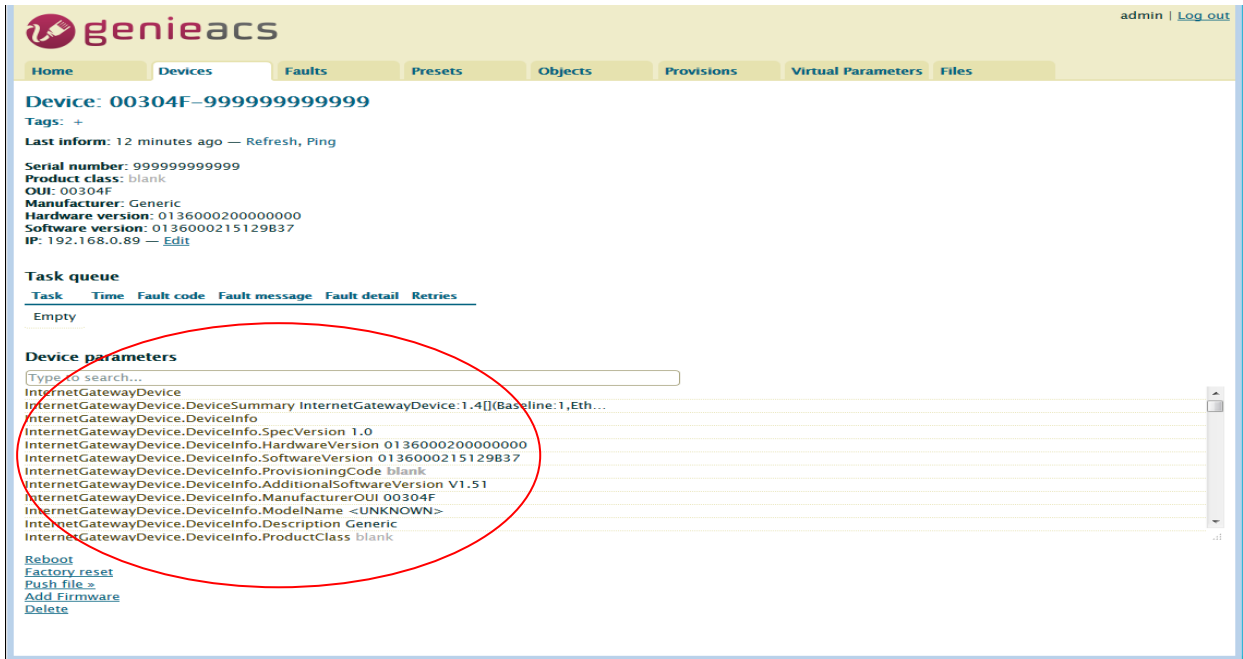 admin | Log out
genieacs
Home Devices Faults Presets Objects Provisions Virtual Parameters Files
Device: 00304F-999999999999
Tags: +
Last inform: 12 minutes ago — Refresh, Ping
Serial number: 999999999999
Product class: blank
OUI: 00304F
Manufacturer: Generic
Hardware version: 0136000200000000
Software version: 0136000215129B37
IP: 192.168.0.89 — Edit
Task queue
Task Time Fault code Fault message Fault detail Retries
Empty
Device parameters
Type to search...
InternetGatewayDevice
InternetGatewayDevice.DeviceSummary InternetGatewayDevice:1.4[](Baseline:1,Eth...
InternetGatewayDevice.DeviceInfo
InternetGatewayDevice.DeviceInfo.SpecVersion 1.0
InternetGatewayDevice.DeviceInfo.HardwareVersion 0136000200000000
InternetGatewayDevice.DeviceInfo.SoftwareVersion 0136000215129B37
InternetGatewayDevice.DeviceInfo.ProvisioningCode blank
InternetGatewayDevice.DeviceInfo.AdditionalSoftwareVersion V1.51
InternetGatewayDevice.DeviceInfo.ManufacturerOUI 00304F
InternetGatewayDevice.DeviceInfo.ModelName <UNKNOWN>
InternetGatewayDevice.DeviceInfo.Description Generic
InternetGatewayDevice.DeviceInfo.ProductClass blank
Reboot
Factory reset
Push file »
Add Firmware
Delete